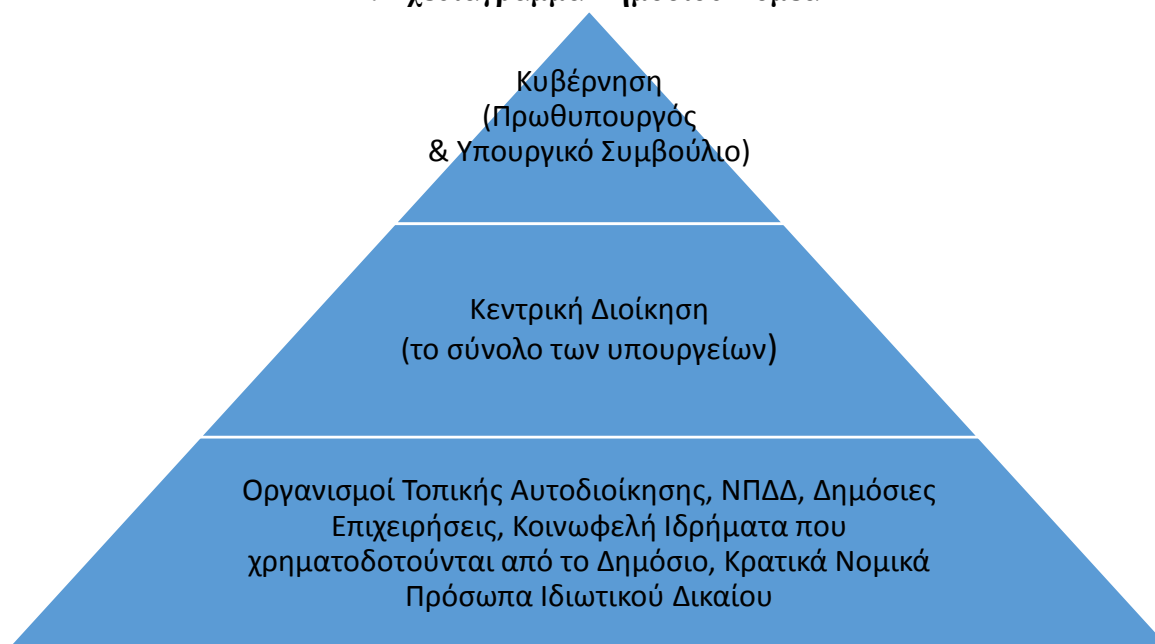 Κυβέρνηση
(Πρωθυπουργός
& Υπουργικό Συμβούλιο)
Κεντρική Διοίκηση
(το σύνολο των υπουργείων)
Οργανισμοί Τοπικής Αυτοδιοίκησης, ΝΠΔΔ, Δημόσιες
Επιχειρήσεις, Κοινωφελή Ιδρήματα που
χρηματοδοτούνται από το Δημόσιο, Κρατικά Νομικά
Πρόσωπα Ιδιωτικού Δικαίου